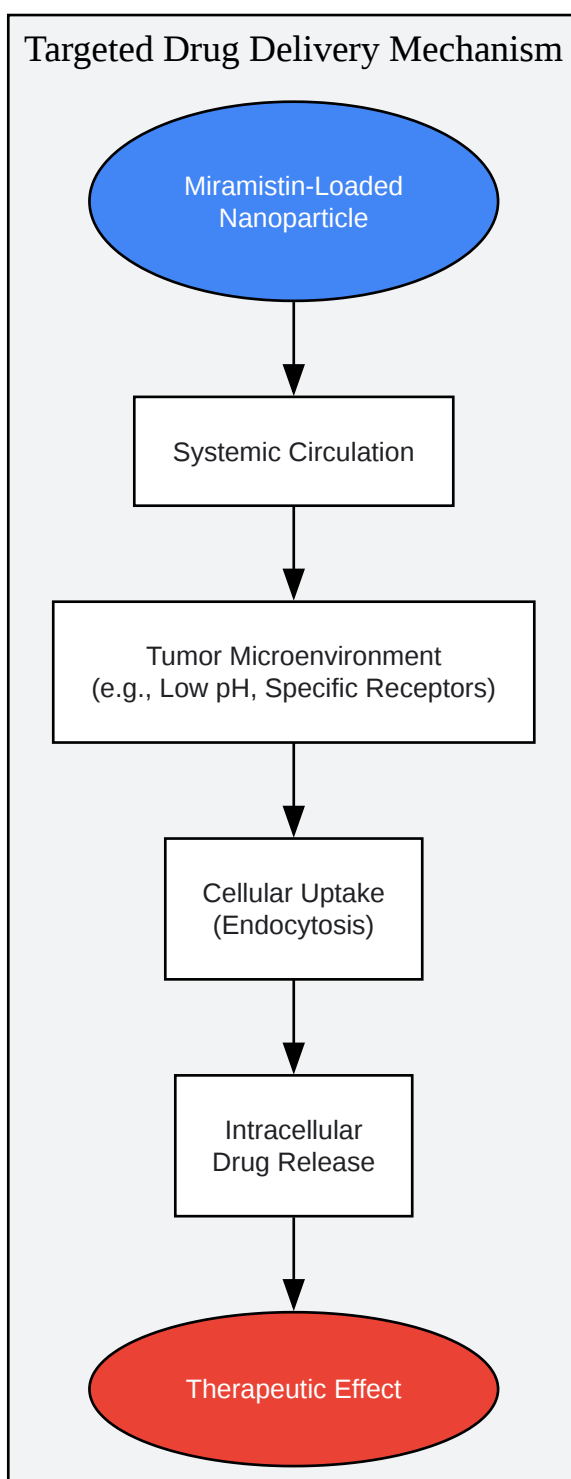 Targeted Drug Delivery Mechanism
Miramistin-Loaded
Nanoparticle
Systemic Circulation
Tumor Microenvironment
(e.g., Low pH, Specific Receptors)
Cellular Uptake
(Endocytosis)
Intracellular
Drug Release
Therapeutic Effect